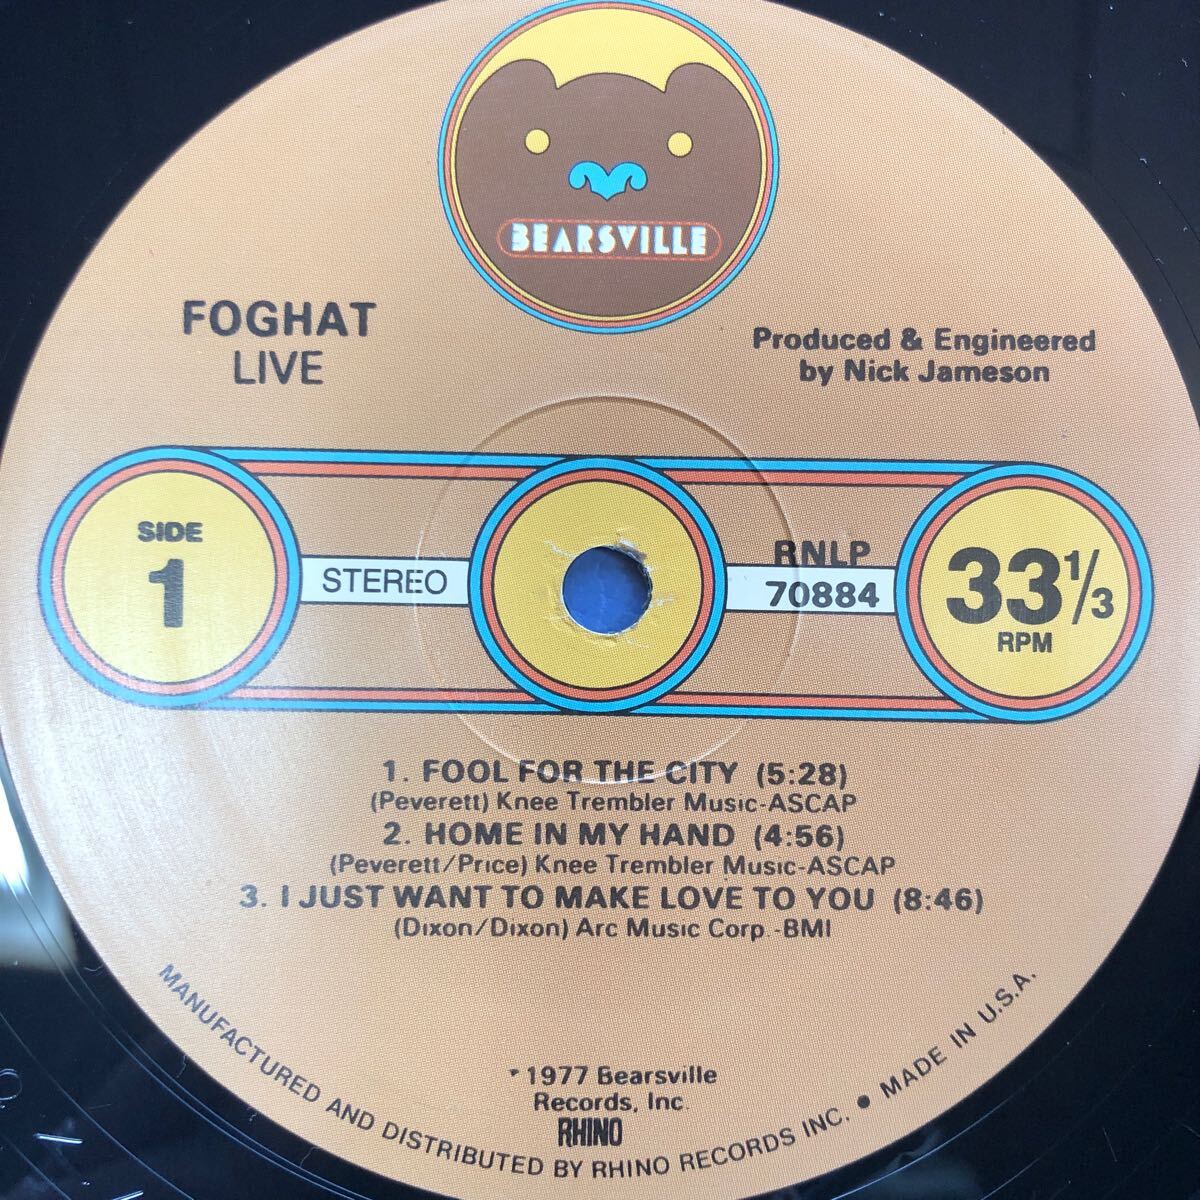 BEARSVILLE
FOGHAT
LIVE
Produced & Engineered
by Nick Jameson
SIDE
1
STEREO
RNLP
70884
33 1/3
RPM
1. FOOL FOR THE CITY (5:28)
(Peverett) Knee Trembler Music-ASCAP
2. HOME IN MY HAND (4:56)
(Peverett/Price) Knee Trembler Music-ASCAP
3. I JUST WANT TO MAKE LOVE TO YOU (8:46)
(Dixon/Dixon) Arc Music Corp.-BMI
1977 Bearsville
Records, Inc.
RHINO
MANUFACTURED AND DISTRIBUTED BY RHINO RECORDS INC. ● MADE IN U.S.A.